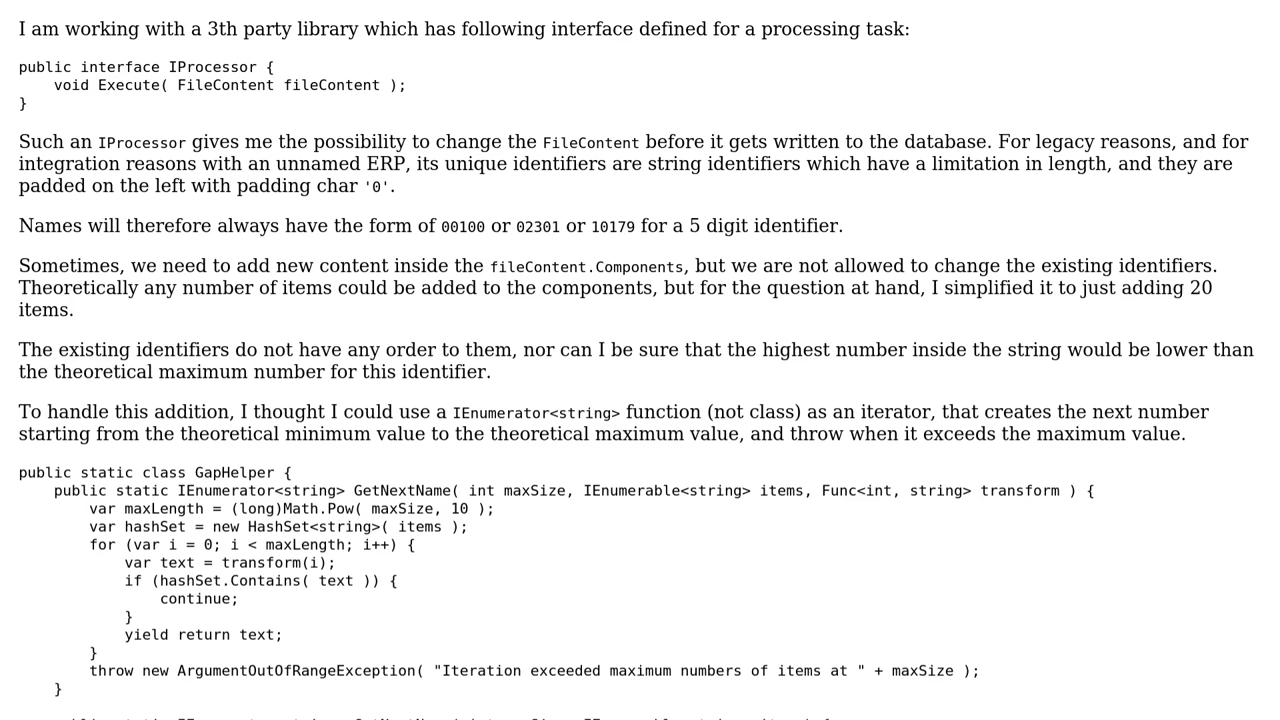 I am working with a 3th party library which has following interface defined for a processing task:
public interface IProcessor {
    void Execute( FileContent fileContent );
}
Such an IProcessor gives me the possibility to change the FileContent before it gets written to the database. For legacy reasons, and for
integration reasons with an unnamed ERP, its unique identifiers are string identifiers which have a limitation in length, and they are
padded on the left with padding char '0'.
Names will therefore always have the form of 00100 or 02301 or 10179 for a 5 digit identifier.
Sometimes, we need to add new content inside the fileContent.Components, but we are not allowed to change the existing identifiers.
Theoretically any number of items could be added to the components, but for the question at hand, I simplified it to just adding 20
items.
The existing identifiers do not have any order to them, nor can I be sure that the highest number inside the string would be lower than
the theoretical maximum number for this identifier.
To handle this addition, I thought I could use a IEnumerator<string> function (not class) as an iterator, that creates the next number
starting from the theoretical minimum value to the theoretical maximum value, and throw when it exceeds the maximum value.
public static class GapHelper {
    public static IEnumerator<string> GetNextName( int maxSize, IEnumerable<string> items, Func<int, string> transform ) {
        var maxLength = (long)Math.Pow( maxSize, 10 );
        var hashSet = new HashSet<string>( items );
        for (var i = 0; i < maxLength; i++) {
            var text = transform(i);
            if (hashSet.Contains( text )) {
                continue;
            }
            yield return text;
        }
        throw new ArgumentOutOfRangeException( "Iteration exceeded maximum numbers of items at " + maxSize );
    }